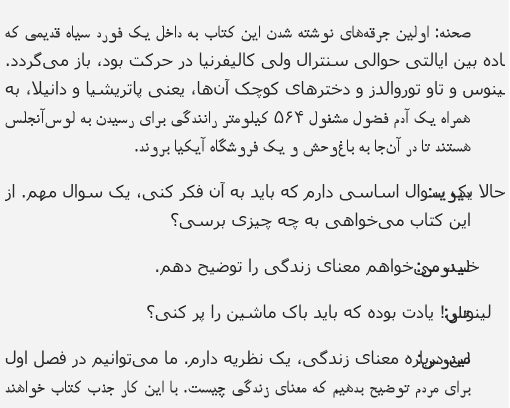 صحنه: اولین جرقه‌های نوشته شدن این کتاب به داخل یک فورد سیاه قدیمی که
اده بین ایالتی حوالی سنترال ولی کالیفرنیا در حرکت بود، باز می‌گردد.
ینوس و تاو توروالدز و دخترهای کوچک آن‌ها، یعنی پاتریشیا و دانیلا، به
همراه یک آدم فضول مشغول ۵۶۴ کیلومتر رانندگی برای رسیدن به لوس‌آنجلس
هستند تا در آن‌جا به باغ‌وحش و یک فروشگاه آیکیا بروند.
حالا یک سوال اساسی دارم که باید به آن فکر کنی، یک سوال مهم. از
این کتاب می‌خواهی به چه چیزی برسی؟
لینوس: خب، می‌خواهم معنای زندگی را توضیح دهم.
تاو: لینوس! یادت بوده که باید باک ماشین را پر کنی؟
لینوس: درباره معنای زندگی، یک نظریه دارم. ما می‌توانیم در فصل اول
برای مردم توضیح بدهیم که معنای زندگی چیست. با این کار جذب کتاب خواهند